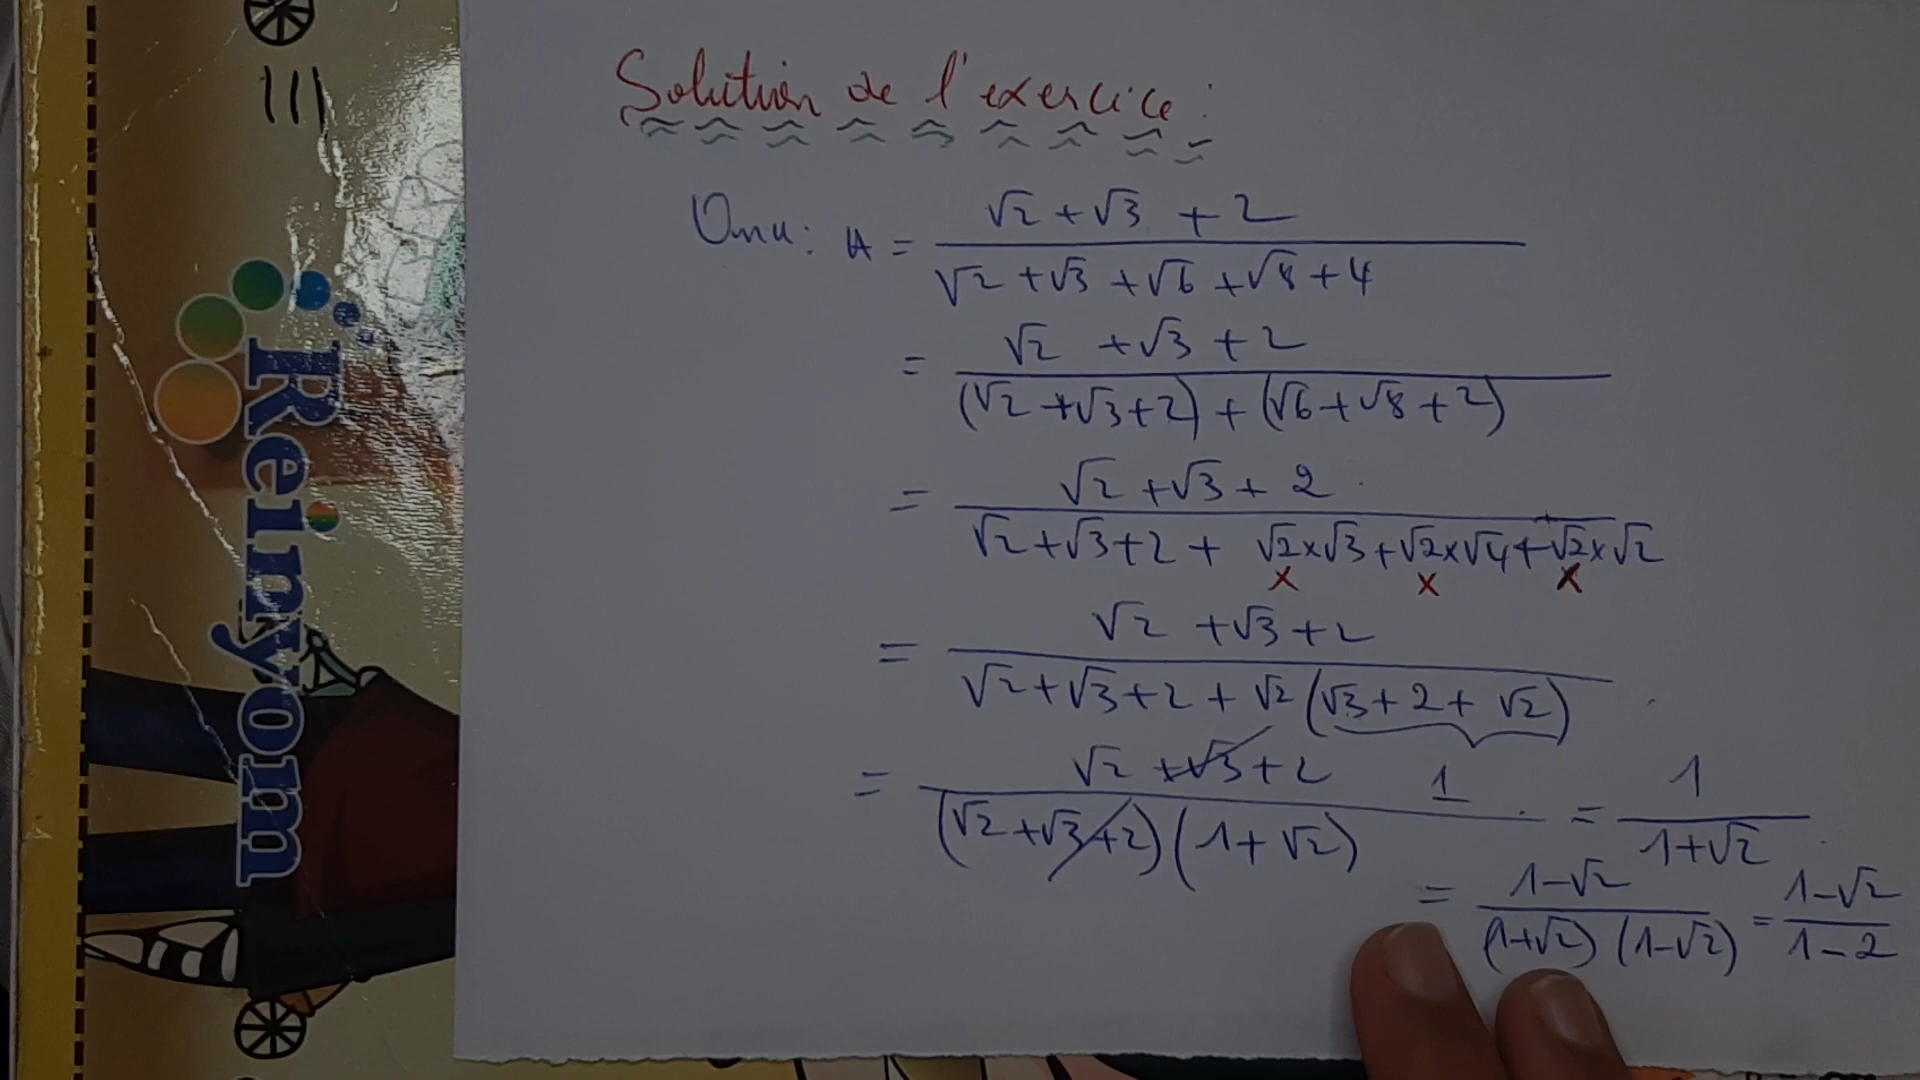 Solution de l'exercice :
On a : A = (√2 + √3 + 2) / (√2 + √3 + √6 + √8 + 4)
= (√2 + √3 + 2) / ((√2 + √3 + 2) + (√6 + √8 + 2))
= (√2 + √3 + 2) / (√2 + √3 + 2 + √2×√3 + √2×√4 + √2×√2)
x x x
= (√2 + √3 + 2) / (√2 + √3 + 2 + √2 (√3 + 2 + √2))
= (√2 + √3 + 2) 1 / ((√2 + √3 + 2)(1 + √2)) = 1 / (1 + √2)
= (1 - √2) / ((1 + √2)(1 - √2)) = (1 - √2) / (1 - 2)
Reinyom